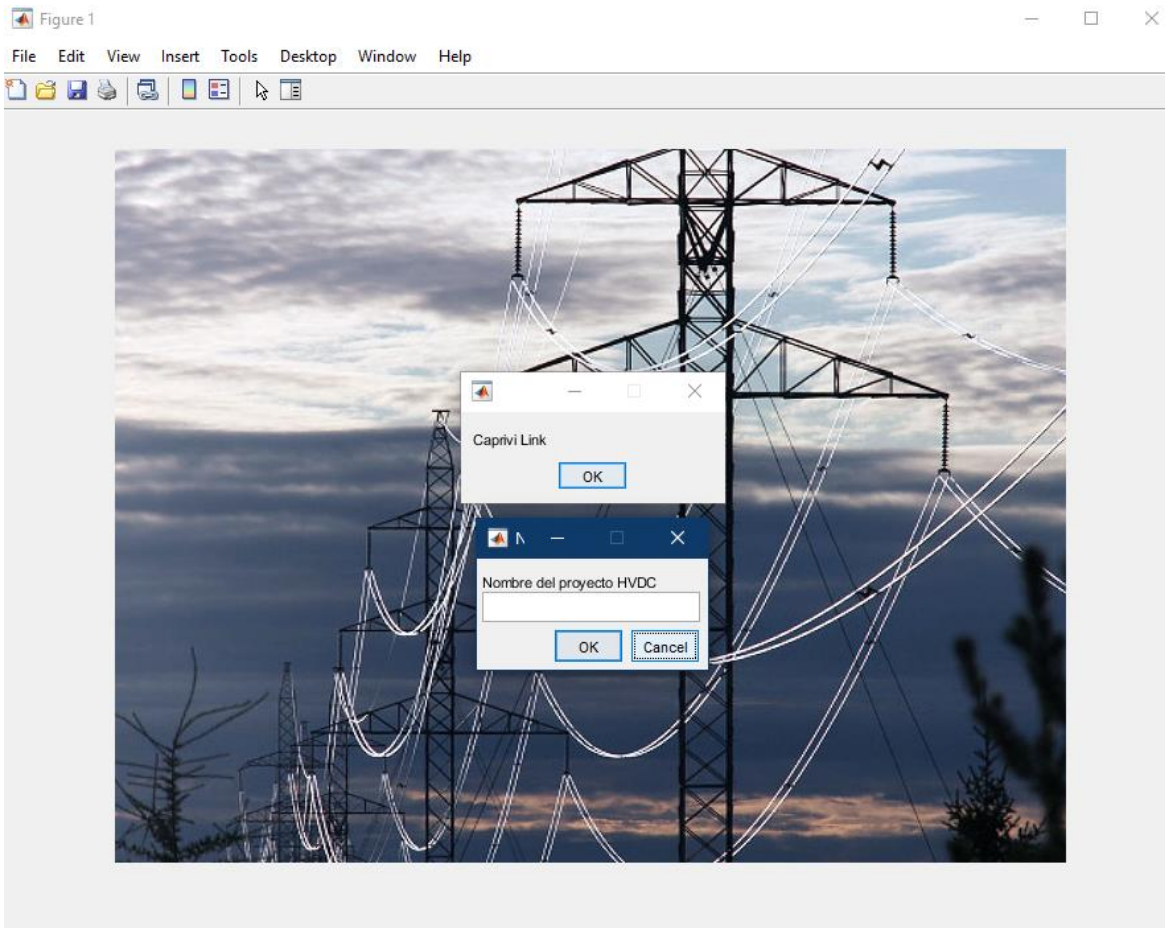 Figure 1
File Edit View Insert Tools Desktop Window Help
Caprivi Link
OK
N
Nombre del proyecto HVDC
OK Cancel